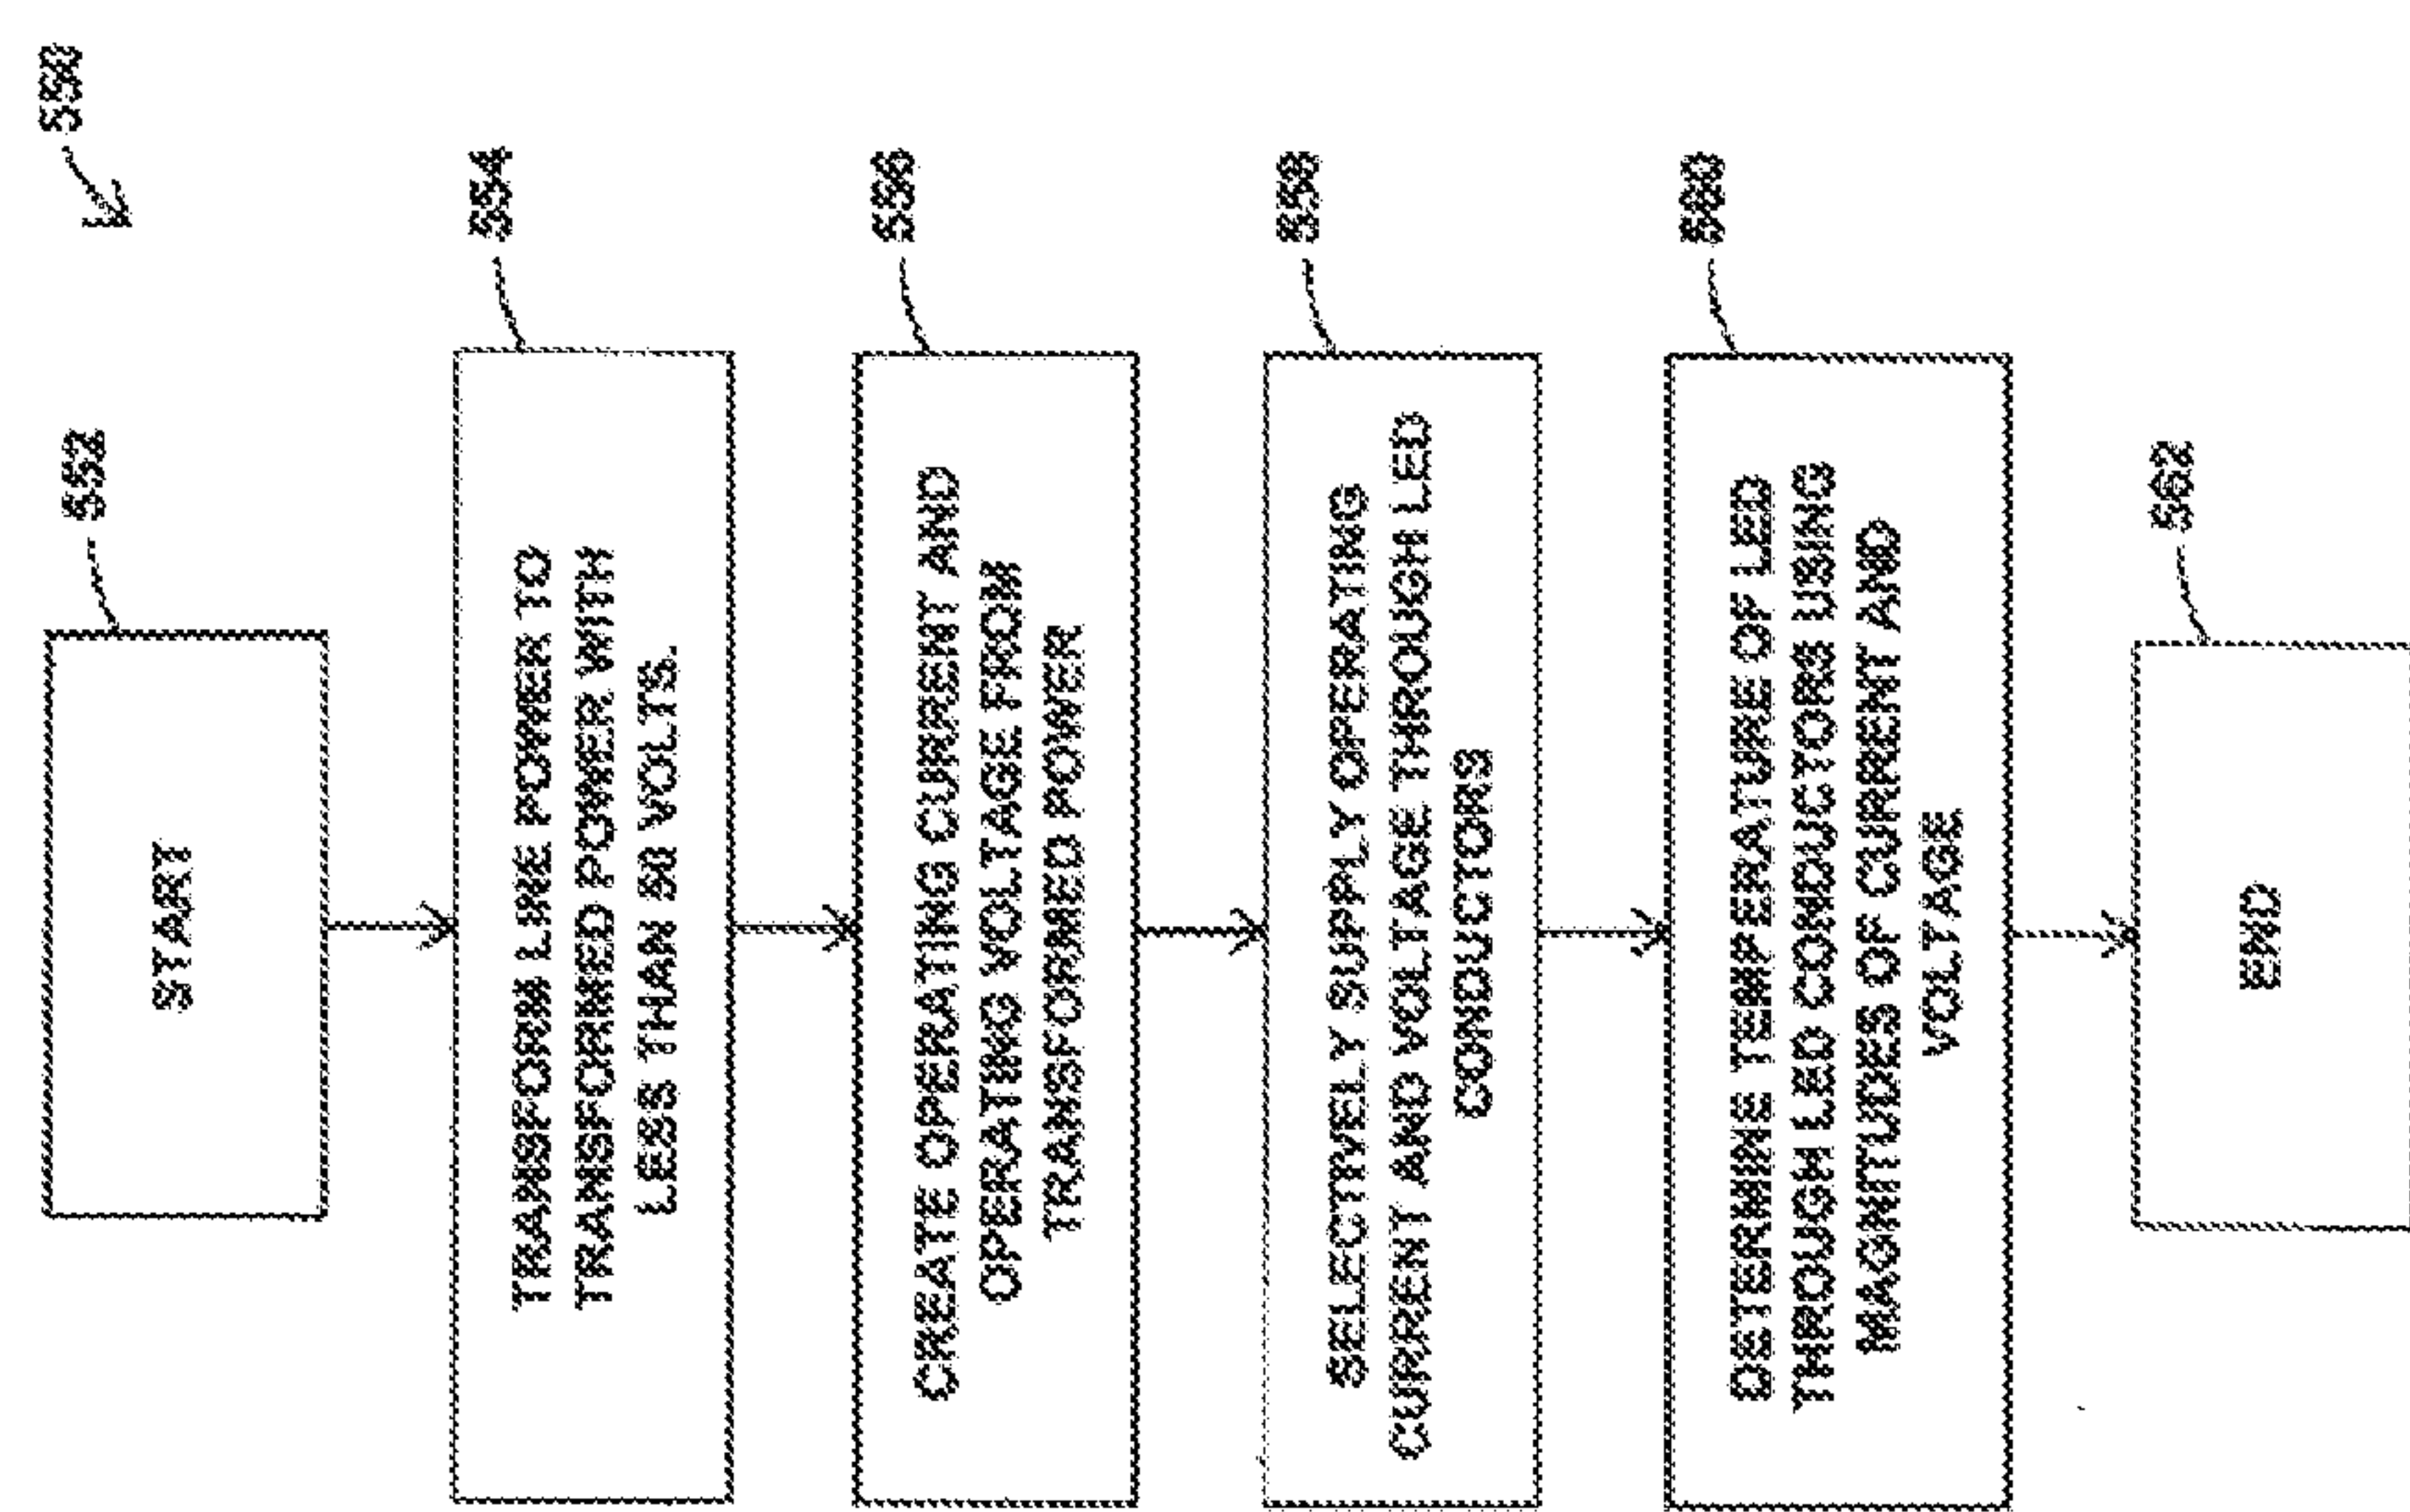 550
552
START
554
TRANSFORM LINE POWER TO
TRANSFORMED POWER WITH
LESS THAN 50 VOLTS.
556
CREATE OPERATING CURRENT AND
OPERATING VOLTAGE FROM
TRANSFORMED POWER
558
SELECTIVELY SUPPLY OPERATING
CURRENT AND VOLTAGE THROUGH LED
CONDUCTORS
560
DETERMINE TEMPERATURE OF LED
THROUGH LED CONDUCTORS USING
MAGNITUDES OF CURRENT AND
VOLTAGE
562
END